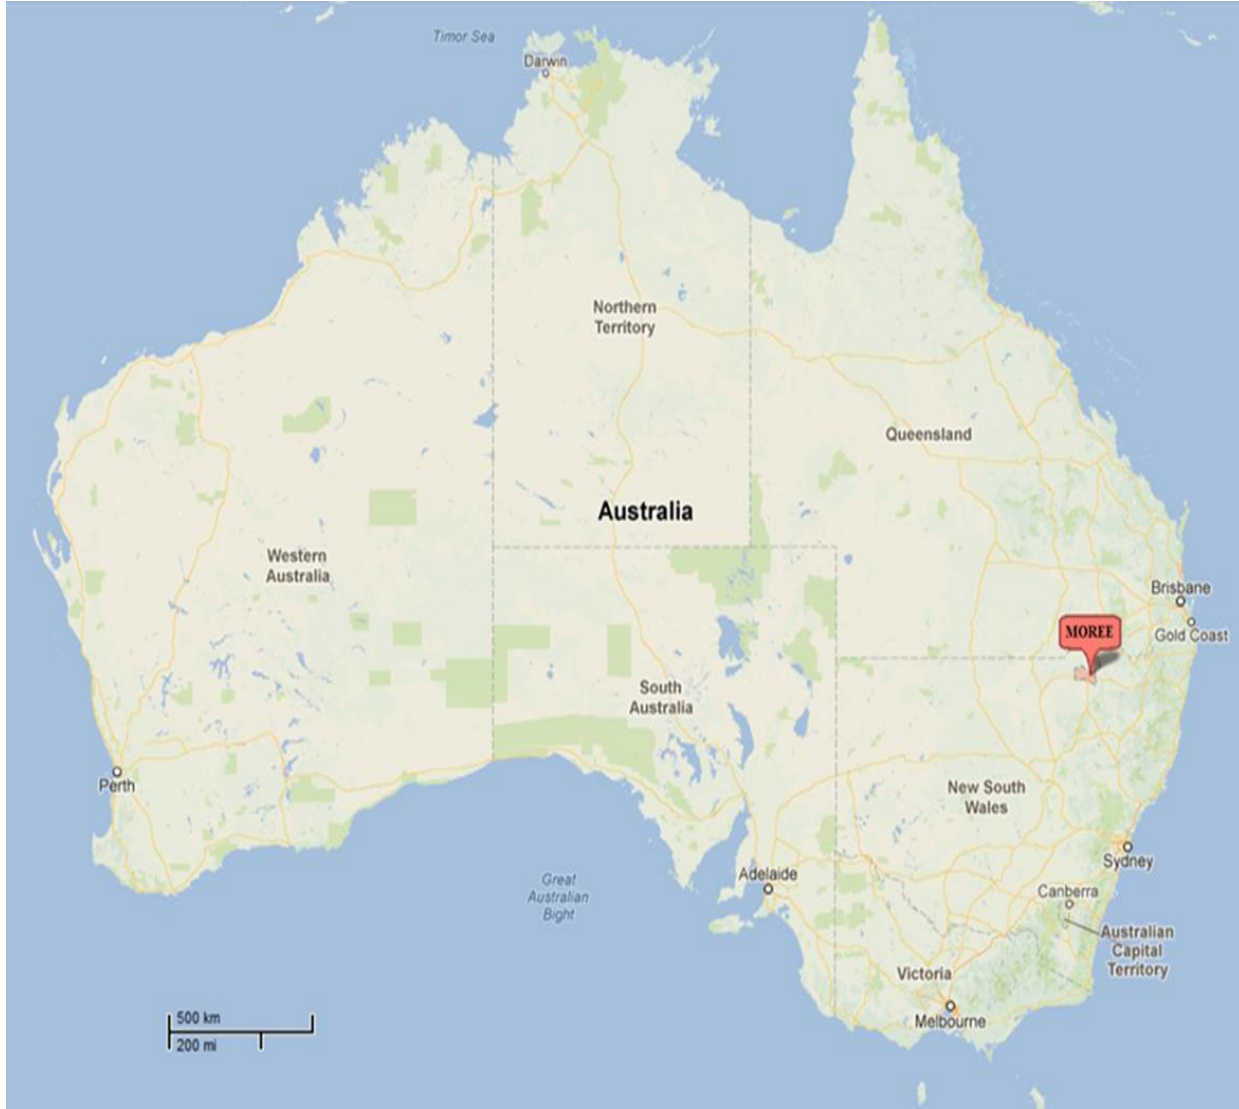 Timor Sea
Darwin
Northern
Territory
Queensland
Australia
Western
Australia
Brisbane
MOREE
Gold Coast
South
Australia
Perth
New South
Wales
Sydney
Adelaide
Great
Australian
Bight
Canberra
Australian
Capital
Territory
Victoria
Melbourne
500 km
200 mi